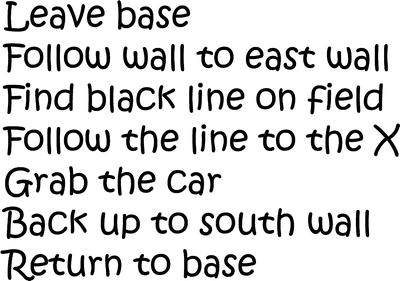 Leave base
Follow wall to east wall
Find black line on field
Follow the line to the X
Grab the car
Back up to south wall
Return to base